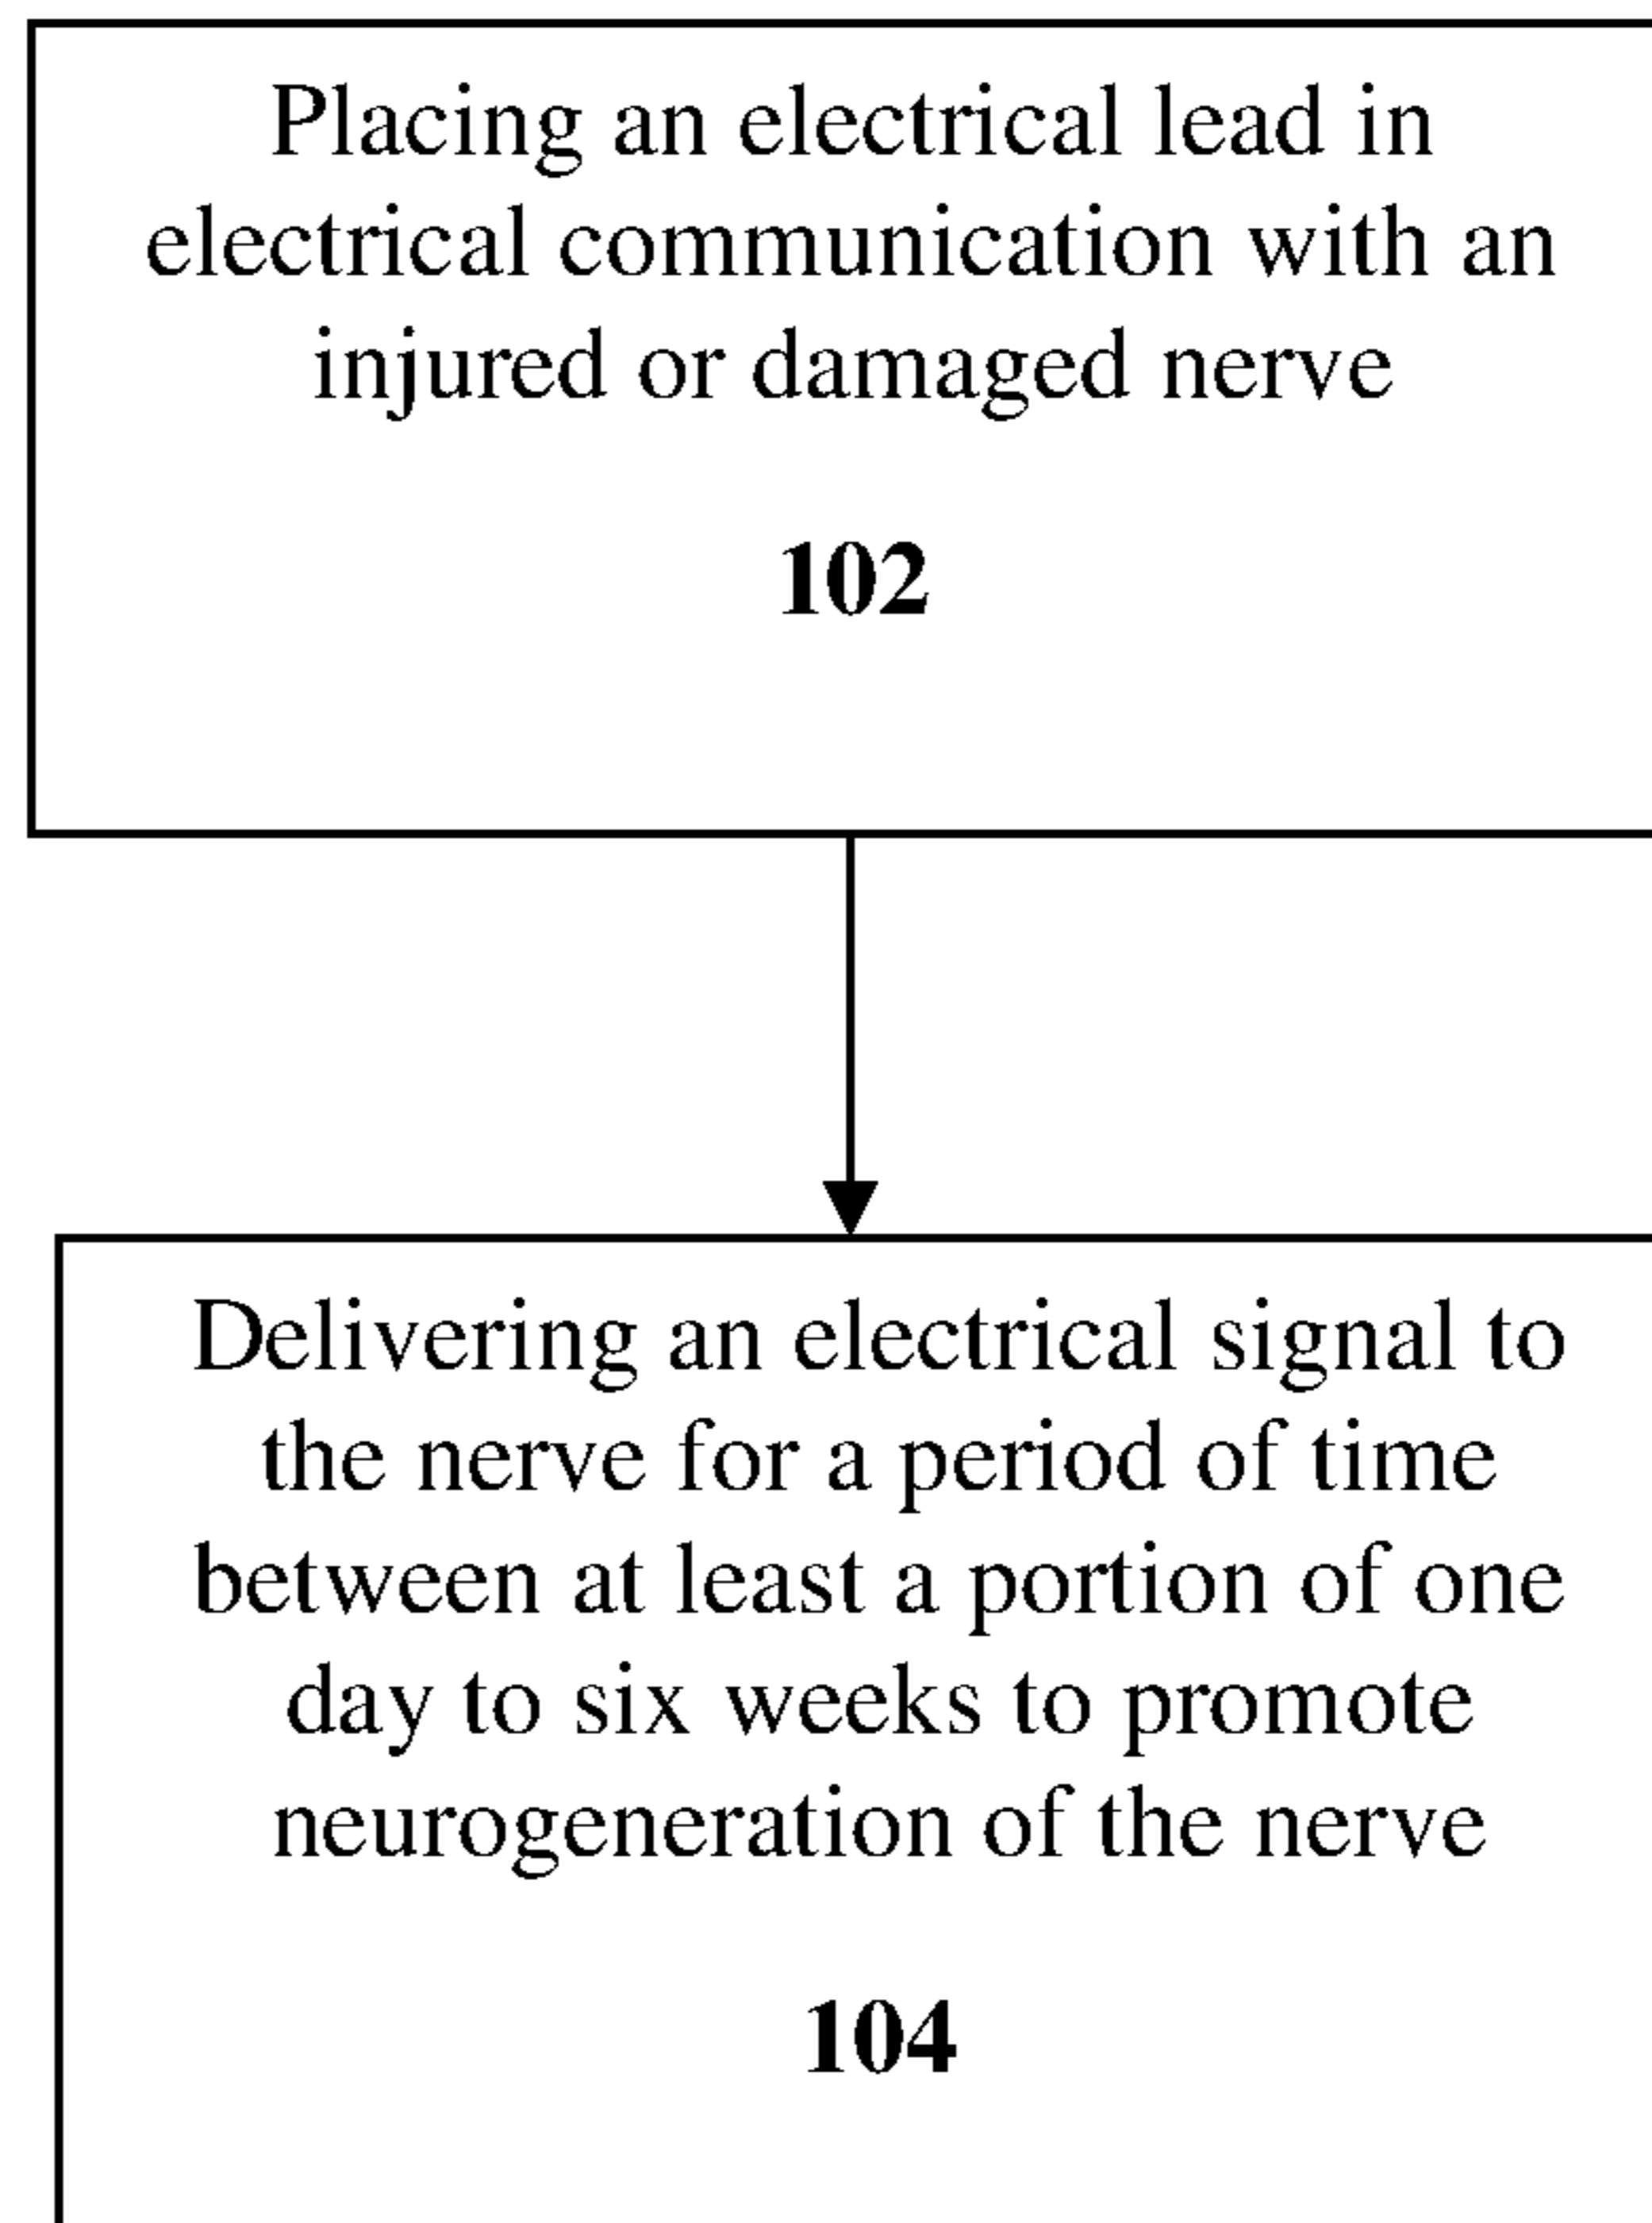 Placing an electrical lead in
electrical communication with an
injured or damaged nerve
102
Delivering an electrical signal to
the nerve for a period of time
between at least a portion of one
day to six weeks to promote
neurogeneration of the nerve
104